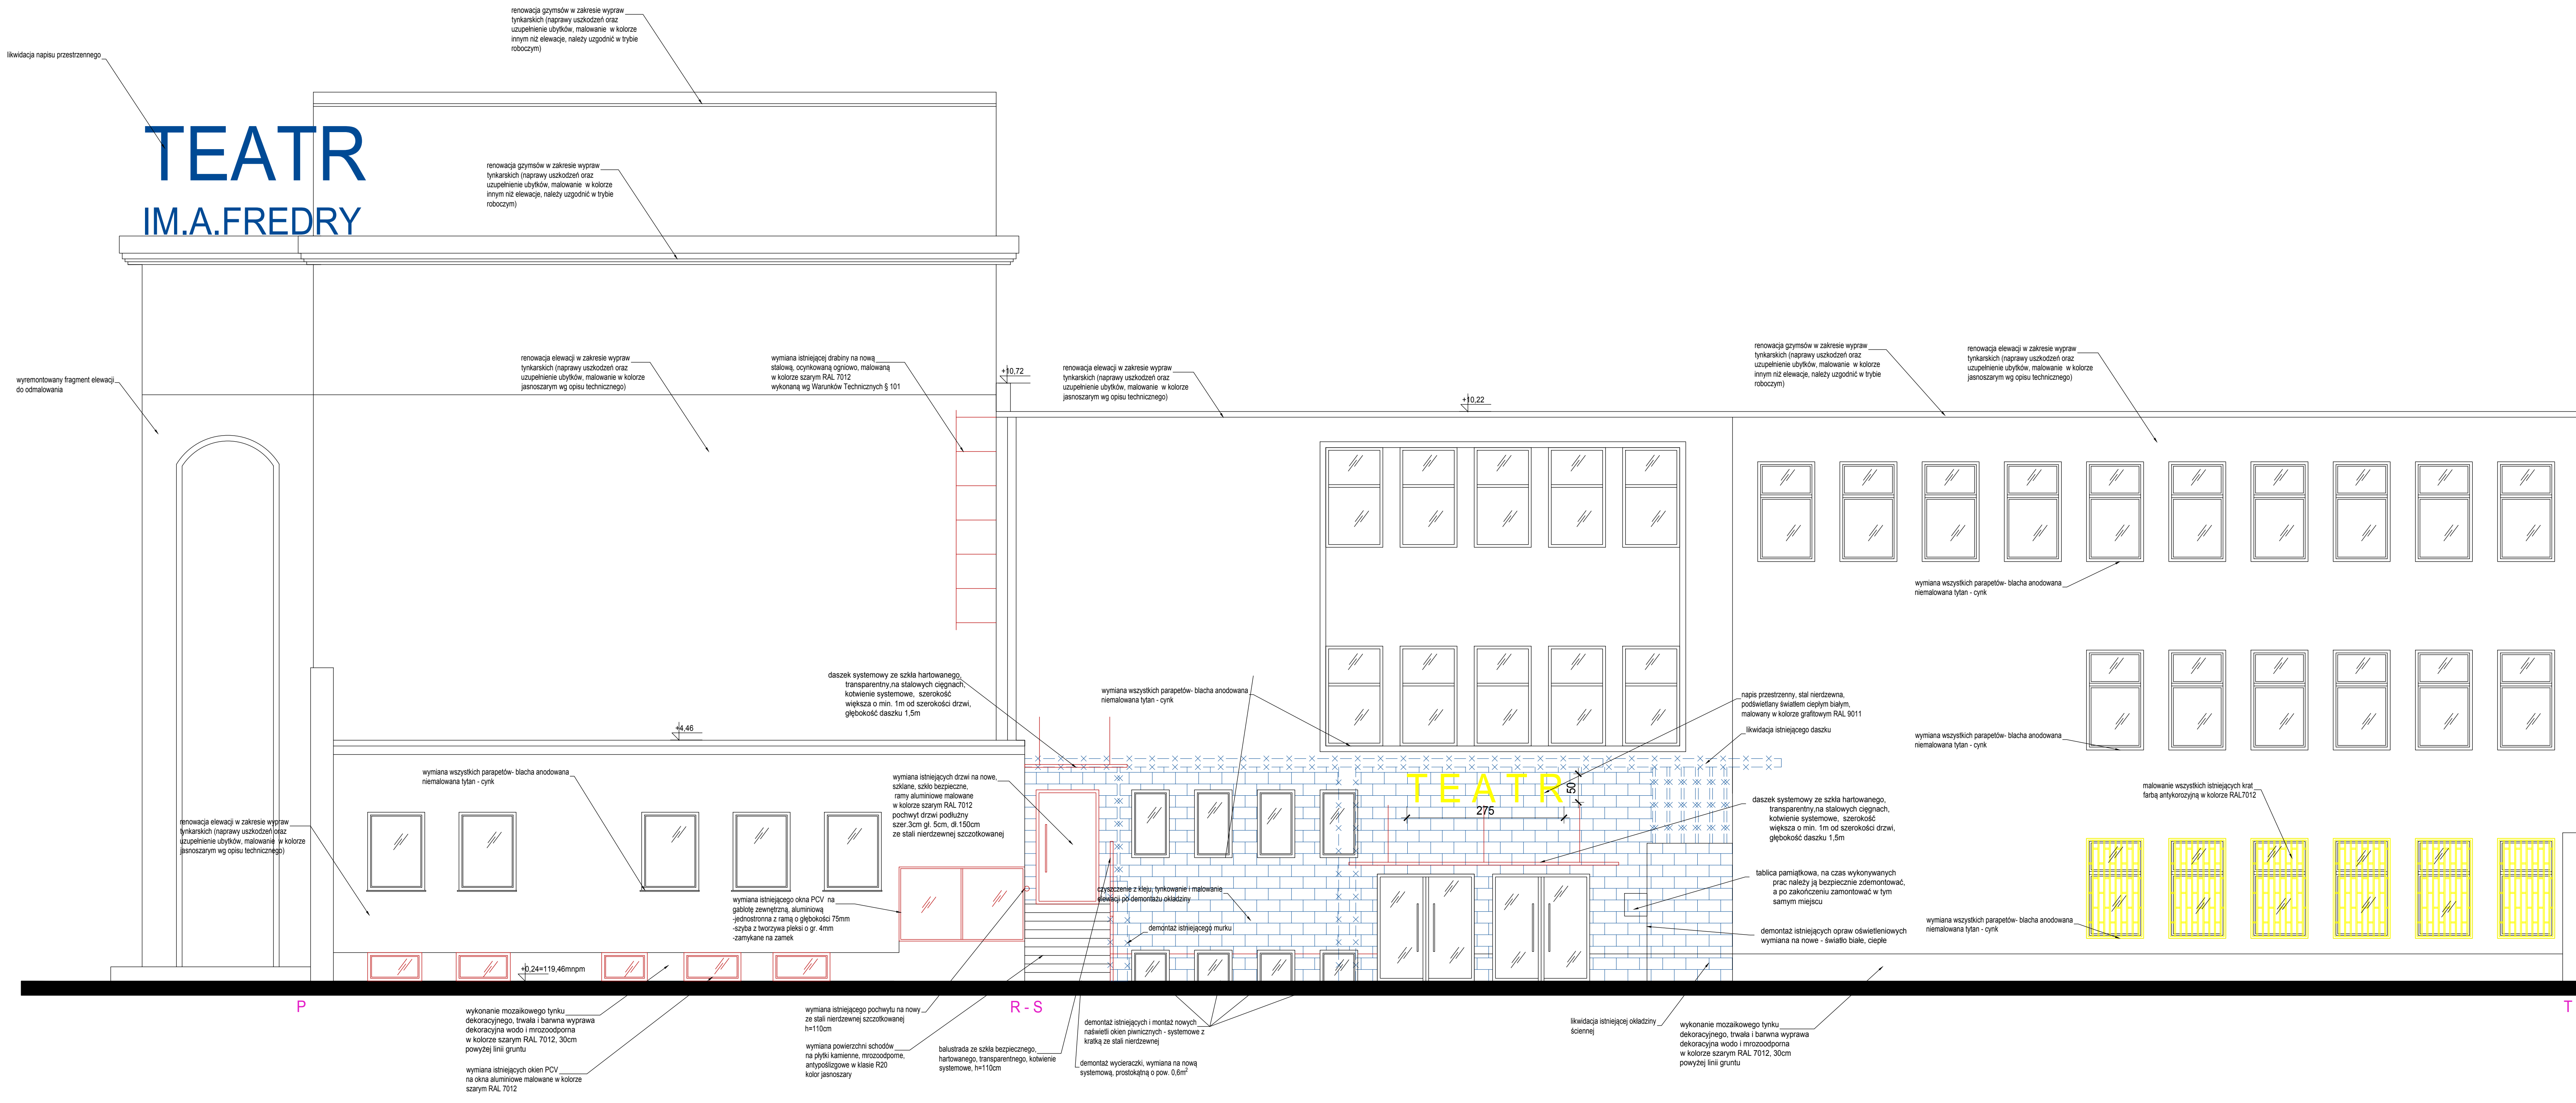 renowacja gzymsów w zakresie wypraw
tynkarskich (naprawy uszkodzeń oraz
uzupełnienie ubytków, malowanie w kolorze
innym niż elewacje, należy uzgodnić w trybie
roboczym)
likwidacja napisu przestrzennego
TEATR
IM.A.FREDRY
renowacja gzymsów w zakresie wypraw
tynkarskich (naprawy uszkodzeń oraz
uzupełnienie ubytków, malowanie w kolorze
innym niż elewacje, należy uzgodnić w trybie
roboczym)
wyremontowany fragment elewacji
do odmalowania
renowacja elewacji w zakresie wypraw
tynkarskich (naprawy uszkodzeń oraz
uzupełnienie ubytków, malowanie w kolorze
jasnoszarym wg opisu technicznego)
wymiana istniejącej drabiny na nową
stalową, ocynkowaną ogniowo, malowaną
w kolorze szarym RAL 7012
wykonaną wg Warunków Technicznych § 101
+10,72
renowacja elewacji w zakresie wypraw
tynkarskich (naprawy uszkodzeń oraz
uzupełnienie ubytków, malowanie w kolorze
jasnoszarym wg opisu technicznego)
+10,22
renowacja gzymsów w zakresie wypraw
tynkarskich (naprawy uszkodzeń oraz
uzupełnienie ubytków, malowanie w kolorze
innym niż elewacje, należy uzgodnić w trybie
roboczym)
renowacja elewacji w zakresie wypraw
tynkarskich (naprawy uszkodzeń oraz
uzupełnienie ubytków, malowanie w kolorze
jasnoszarym wg opisu technicznego)
wymiana wszystkich parapetów- blacha anodowana
niemalowana tytan - cynk
daszek systemowy ze szkła hartowanego,
transparentny,na stalowych cięgnach,
kotwienie systemowe, szerokość
większa o min. 1m od szerokości drzwi,
głębokość daszku 1,5m
wymiana wszystkich parapetów- blacha anodowana
niemalowana tytan - cynk
napis przestrzenny, stal nierdzewna,
podświetlany światłem ciepłym białym,
malowany w kolorze grafitowym RAL 9011
likwidacja istniejącego daszku
wymiana wszystkich parapetów- blacha anodowana
niemalowana tytan - cynk
+4,46
wymiana wszystkich parapetów- blacha anodowana
niemalowana tytan - cynk
wymiana istniejących drzwi na nowe,
szklane, szkło bezpieczne,
ramy aluminiowe malowane
w kolorze szarym RAL 7012
pochwyt drzwi podłużny
szer.3cm gł. 5cm, dł.150cm
ze stali nierdzewnej szczotkowanej
TEATR
50
275
daszek systemowy ze szkła hartowanego,
transparentny,na stalowych cięgnach,
kotwienie systemowe, szerokość
większa o min. 1m od szerokości drzwi,
głębokość daszku 1,5m
malowanie wszystkich istniejących krat
farbą antykorozyjną w kolorze RAL7012
renowacja elewacji w zakresie wypraw
tynkarskich (naprawy uszkodzeń oraz
uzupełnienie ubytków, malowanie w kolorze
jasnoszarym wg opisu technicznego)
wymiana istniejącego okna PCV na
gablotę zewnętrzną, aluminiową
-jednostronna z ramą o głębokości 75mm
-szyba z tworzywa pleksi o gr. 4mm
-zamykane na zamek
czyszczenie z kleju, tynkowanie i malowanie
elewacji po demontażu okładziny
demontaż istniejącego murku
tablica pamiątkowa, na czas wykonywanych
prac należy ją bezpiecznie zdemontować,
a po zakończeniu zamontować w tym
samym miejscu
demontaż istniejących opraw oświetleniowych
wymiana na nowe - światło białe, ciepłe
wymiana wszystkich parapetów- blacha anodowana
niemalowana tytan - cynk
+0,24=119,46mnpm
P
R - S
T
wykonanie mozaikowego tynku
dekoracyjnego, trwała i barwna wyprawa
dekoracyjna wodo i mrozoodporna
w kolorze szarym RAL 7012, 30cm
powyżej linii gruntu
wymiana istniejących okien PCV
na okna aluminiowe malowane w kolorze
szarym RAL 7012
wymiana istniejącego pochwytu na nowy
ze stali nierdzewnej szczotkowanej
h=110cm
wymiana powierzchni schodów
na płytki kamienne, mrozoodporne,
antypoślizgowe w klasie R20
kolor jasnoszary
balustrada ze szkła bezpiecznego,
hartowanego, transparentnego, kotwienie
systemowe, h=110cm
demontaż istniejących i montaż nowych
naświetli okien piwnicznych - systemowe z
kratką ze stali nierdzewnej
demontaż wycieraczki, wymiana na nową
systemową, prostokątną o pow. 0,6m²
likwidacja istniejącej okładziny
ściennej
wykonanie mozaikowego tynku
dekoracyjnego, trwała i barwna wyprawa
dekoracyjna wodo i mrozoodporna
w kolorze szarym RAL 7012, 30cm
powyżej linii gruntu